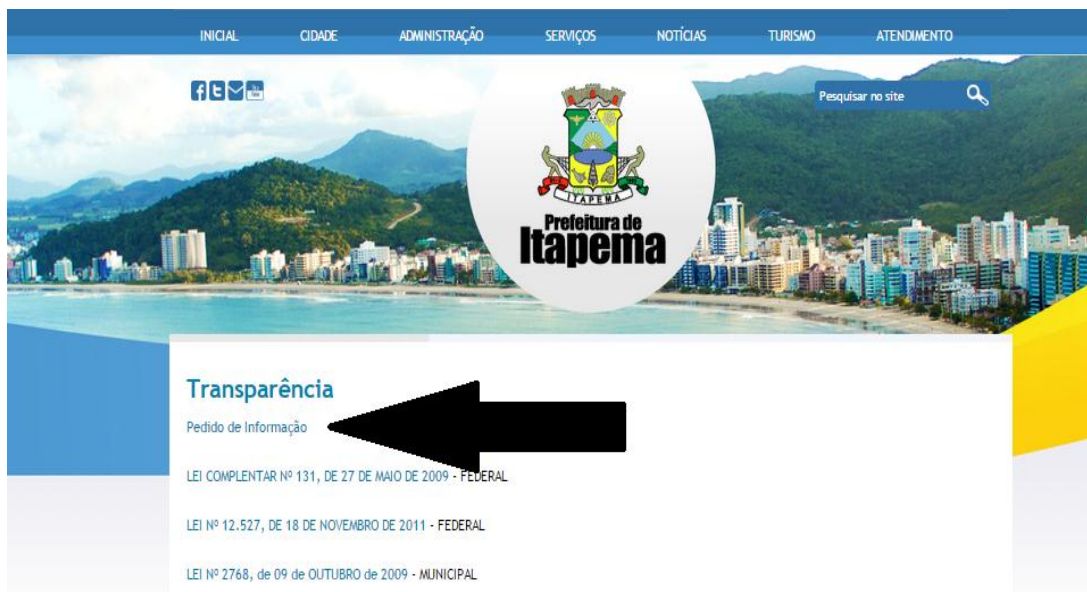 INICIAL CIDADE ADMINISTRAÇÃO SERVIÇOS NOTÍCIAS TURISMO ATENDIMENTO
Pesquisar no site
ITAPEMA
Prefeitura de
Itapema
Transparência
Pedido de Informação
LEI COMPLENTAR Nº 131, DE 27 DE MAIO DE 2009 - FEDERAL
LEI Nº 12.527, DE 18 DE NOVEMBRO DE 2011 - FEDERAL
LEI Nº 2768, de 09 de OUTUBRO de 2009 - MUNICIPAL